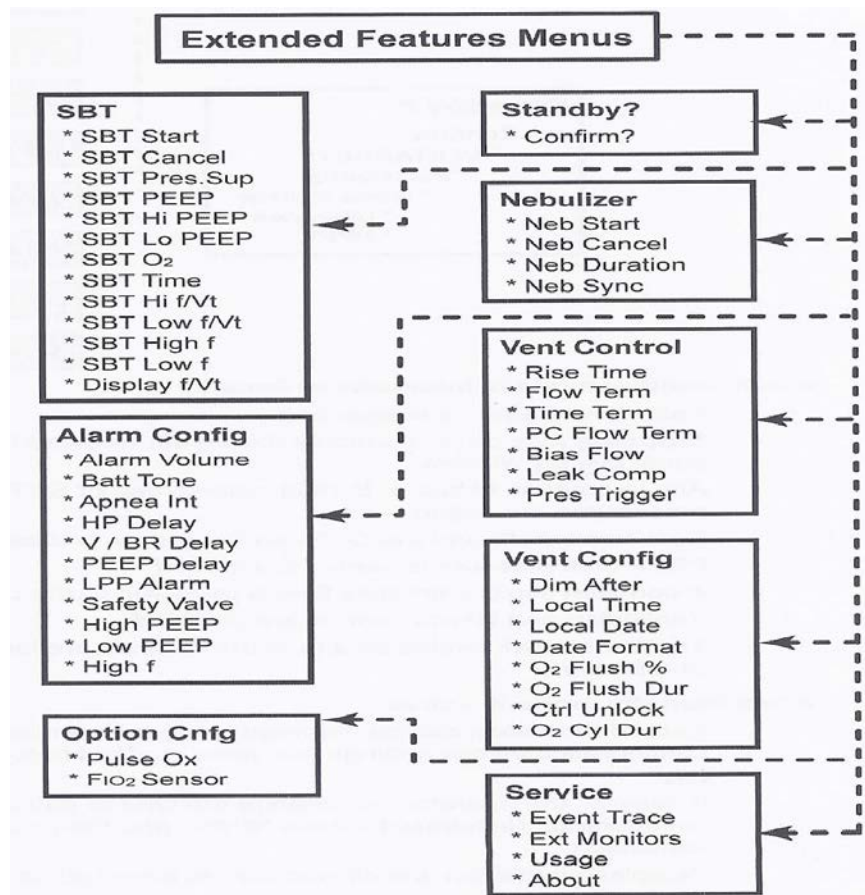 Extended Features Menus
SBT
* SBT Start
* SBT Cancel
* SBT Pres.Sup
* SBT PEEP
* SBT Hi PEEP
* SBT Lo PEEP
* SBT O₂
* SBT Time
* SBT Hi f/Vt
* SBT Low f/Vt
* SBT High f
* SBT Low f
* Display f/Vt
Alarm Config
* Alarm Volume
* Batt Tone
* Apnea Int
* HP Delay
* V / BR Delay
* PEEP Delay
* LPP Alarm
* Safety Valve
* High PEEP
* Low PEEP
* High f
Option Cnfg
* Pulse Ox
* FIO₂ Sensor
Standby?
* Confirm?
Nebulizer
* Neb Start
* Neb Cancel
* Neb Duration
* Neb Sync
Vent Control
* Rise Time
* Flow Term
* Time Term
* PC Flow Term
* Bias Flow
* Leak Comp
* Pres Trigger
Vent Config
* Dim After
* Local Time
* Local Date
* Date Format
* O₂ Flush %
* O₂ Flush Dur
* Ctrl Unlock
* O₂ Cyl Dur
Service
* Event Trace
* Ext Monitors
* Usage
* About